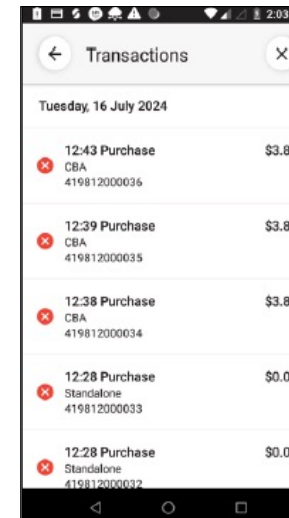 2:03
Transactions
Tuesday, 16 July 2024
12:43 Purchase $3.8
CBA
419812000036
12:39 Purchase $3.8
CBA
419812000035
12:38 Purchase $3.8
CBA
419812000034
12:28 Purchase $0.0
Standalone
419812000033
12:28 Purchase $0.0
Standalone
419812000032